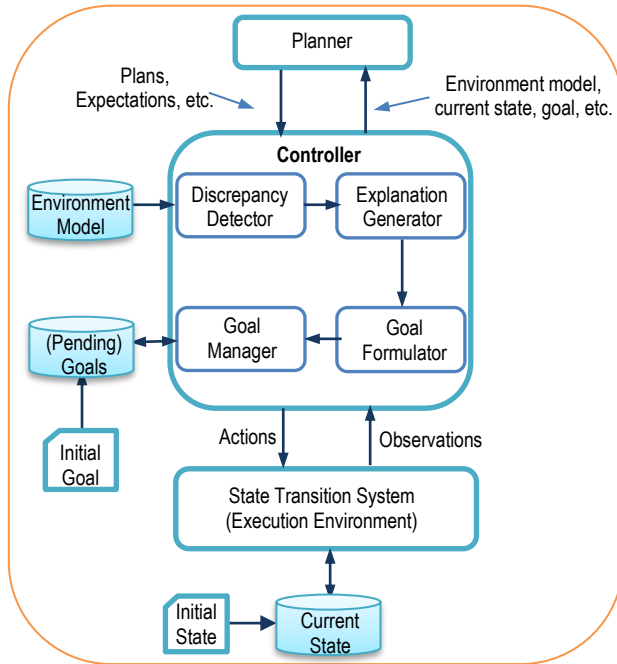 Planner
Plans,
Expectations, etc.
Environment model,
current state, goal, etc.
Controller
Environment
Model
Discrepancy
Detector
Explanation
Generator
(Pending)
Goals
Goal
Manager
Goal
Formulator
Initial
Goal
Actions
Observations
State Transition System
(Execution Environment)
Initial
State
Current
State